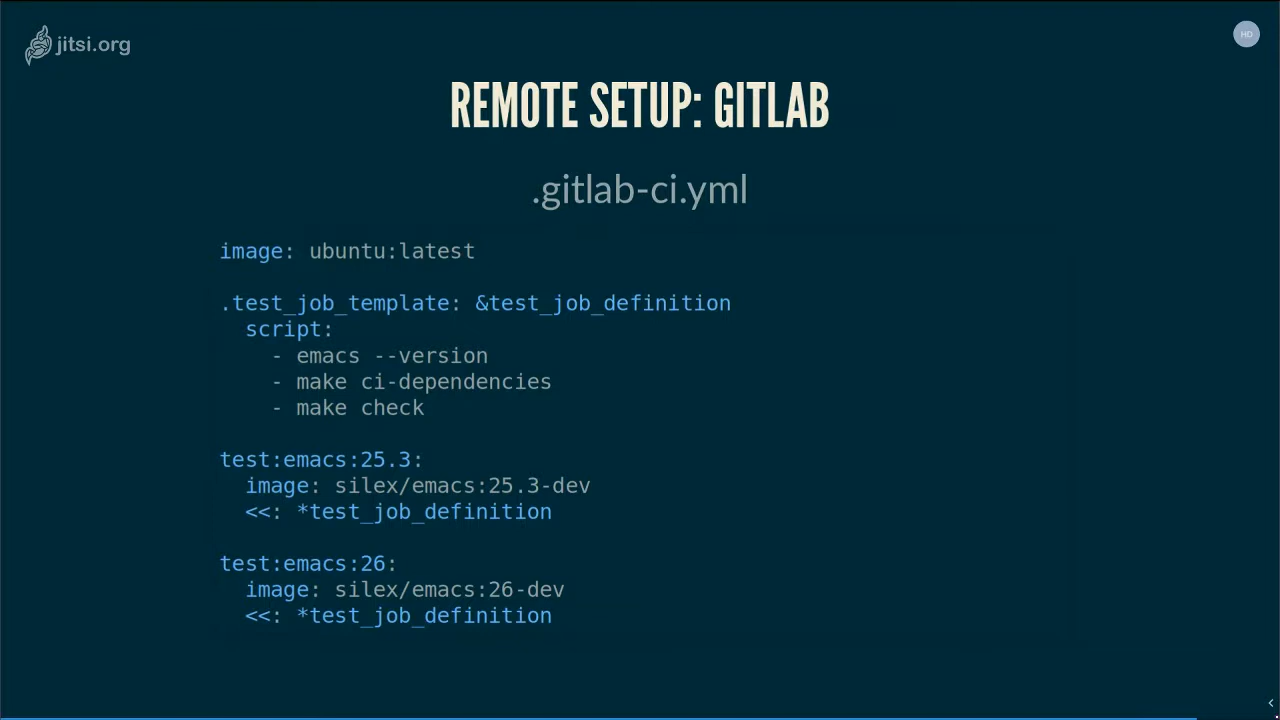 jitsi.org
HD
REMOTE SETUP: GITLAB
.gitlab-ci.yml
image: ubuntu:latest
.test_job_template: &test_job_definition
  script:
    - emacs --version
    - make ci-dependencies
    - make check
test:emacs:25.3:
  image: silex/emacs:25.3-dev
  <<: *test_job_definition
test:emacs:26:
  image: silex/emacs:26-dev
  <<: *test_job_definition